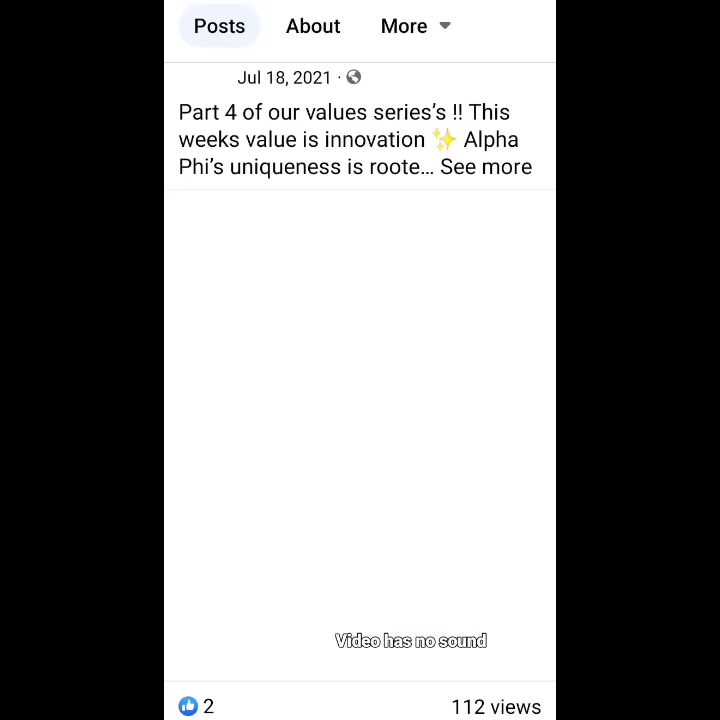 Posts About More
Jul 18, 2021 ·
Part 4 of our values series’s !! This
weeks value is innovation ✨ Alpha
Phi’s uniqueness is roote… See more
Video has no sound
2 112 views